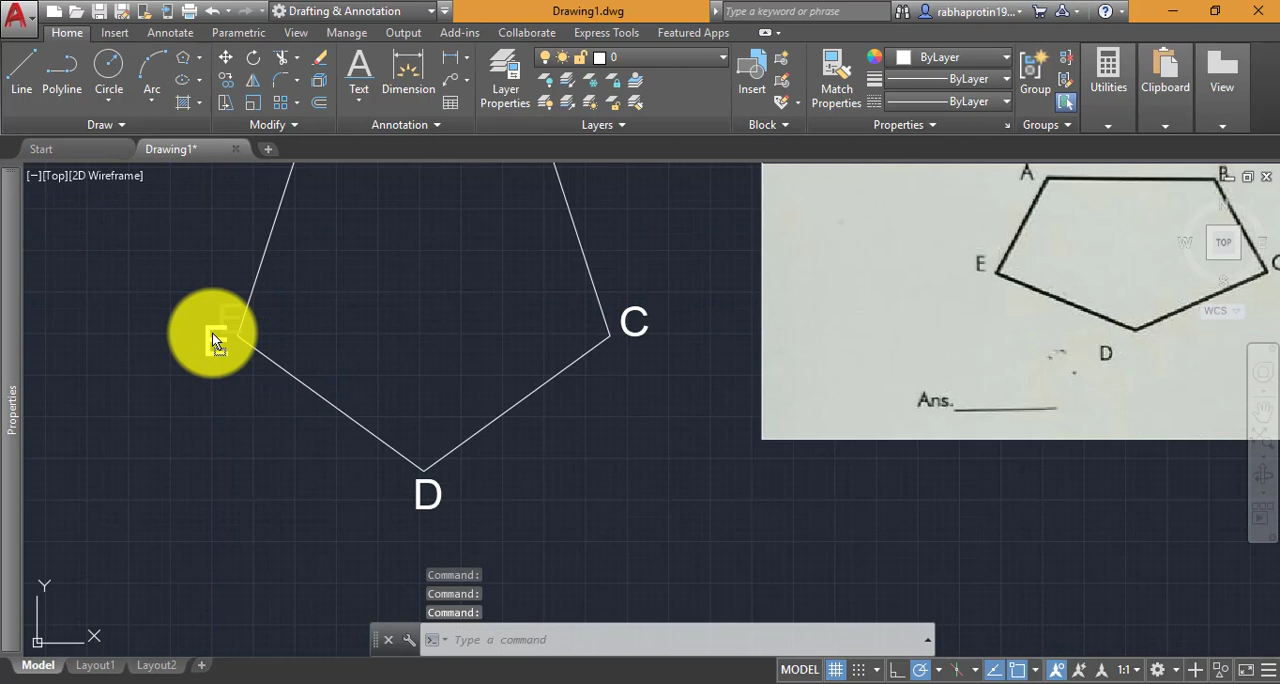 Drafting & Annotation
Drawing1.dwg
Type a keyword or phrase
rabhaprotin19...
Home
Insert
Annotate
Parametric
View
Manage
Output
Add-ins
Collaborate
Express Tools
Featured Apps
Line
Polyline
Circle
Arc
Text
Dimension
Layer
Properties
0
Insert
Match
Properties
ByLayer
ByLayer
ByLayer
Group
Utilities
Clipboard
View
Draw
Modify
Annotation
Layers
Block
Properties
Groups
Start
Drawing1*
[−][Top][2D Wireframe]
A
B
N
W
TOP
E
S
WCS
E
C
D
Ans.
E
E
C
D
Properties
Y
X
Command:
Command:
Command:
Type a command
Model
Layout1
Layout2
MODEL
1:1